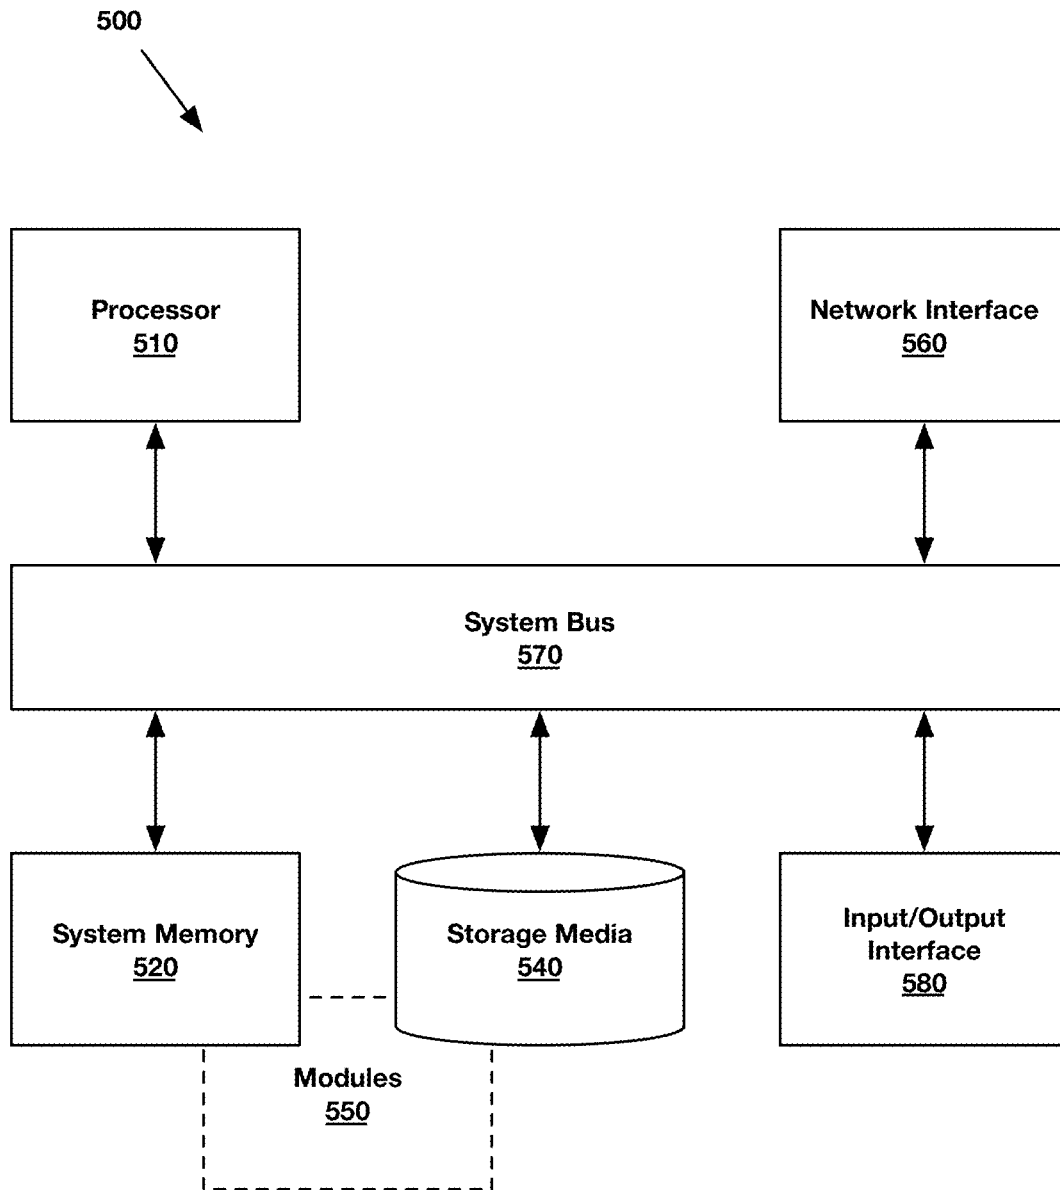 500
Processor
510
Network Interface
560
System Bus
570
System Memory
520
Storage Media
540
Input/Output
Interface
580
Modules
550